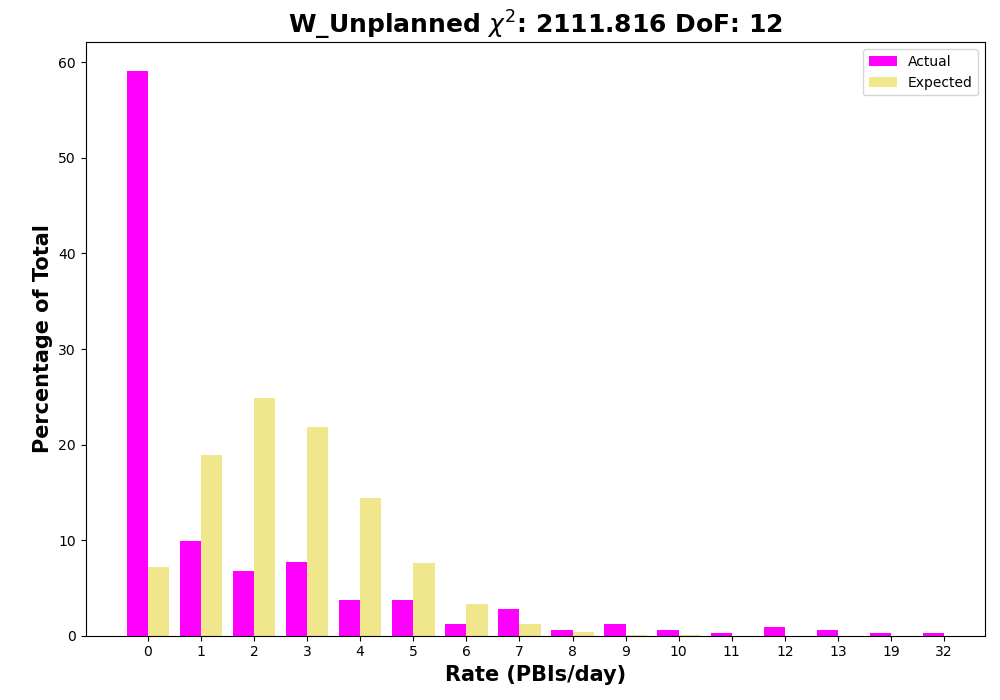 W_Unplanned χ²: 2111.816 DoF: 12
Actual
Expected
60
50
40
30
20
10
0
Percentage of Total
0 1 2 3 4 5 6 7 8 9 10 11 12 13 19 32
Rate (PBIs/day)